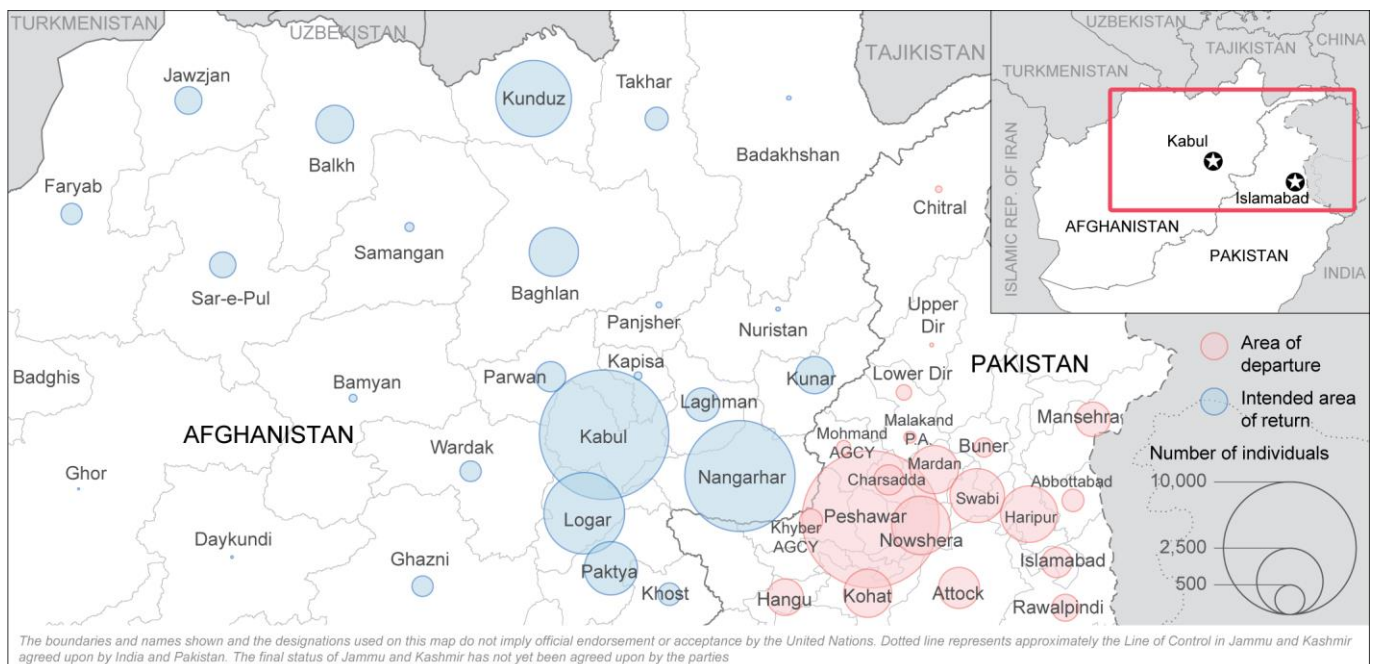 TURKMENISTAN
UZBEKISTAN
TAJIKISTAN
Jawzjan
Kunduz
Takhar
Balkh
Badakhshan
Faryab
Chitral
Samangan
Sar-e-Pul
Baghlan
Panjsher
Nuristan
Upper
Dir
PAKISTAN
Badghis
Bamyan
Parwan
Kapisa
Kunar
Lower Dir
Laghman
Mansehra
AFGHANISTAN
Kabul
Wardak
Mohmand
AGCY
Malakand
P.A.
Buner
Mardan
Ghor
Nangarhar
Charsadda
Swabi
Abbottabad
Logar
Peshawar
Haripur
Khyber
AGCY
Nowshera
Daykundi
Ghazni
Paktya
Khost
Islamabad
Hangu
Kohat
Attock
Rawalpindi
UZBEKISTAN
TAJIKISTAN
CHINA
TURKMENISTAN
ISLAMIC REP. OF IRAN
Kabul
Islamabad
AFGHANISTAN
PAKISTAN
INDIA
Area of
departure
Intended area
of return
Number of individuals
10,000
2,500
500
The boundaries and names shown and the designations used on this map do not imply official endorsement or acceptance by the United Nations. Dotted line represents approximately the Line of Control in Jammu and Kashmir
agreed upon by India and Pakistan. The final status of Jammu and Kashmir has not yet been agreed upon by the parties